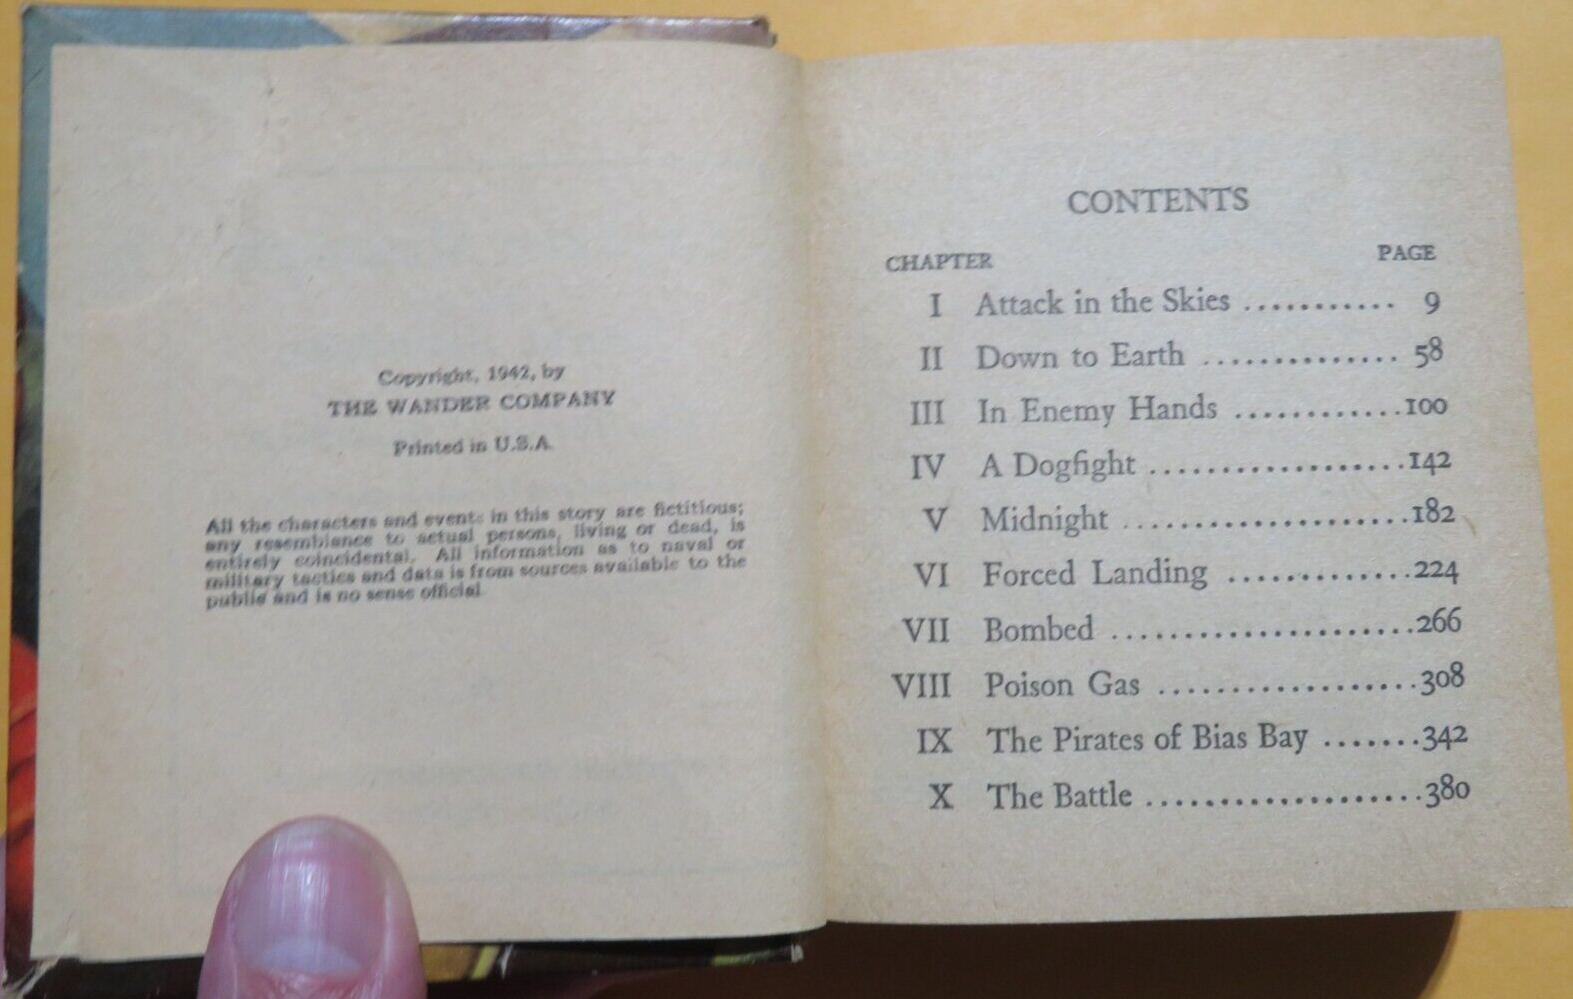 Copyright, 1942, by
THE WANDER COMPANY
Printed in U.S.A.
All the characters and events in this story are fictitious;
any resemblance to actual persons, living or dead, is
entirely coincidental. All information as to naval or
military tactics and data is from sources available to the
public and is no sense official.
CONTENTS
CHAPTER PAGE
I Attack in the Skies ........... 9
II Down to Earth .............. 58
III In Enemy Hands ............100
IV A Dogfight ..................142
V Midnight ....................182
VI Forced Landing .............224
VII Bombed .....................266
VIII Poison Gas ..................308
IX The Pirates of Bias Bay .......342
X The Battle ...................380